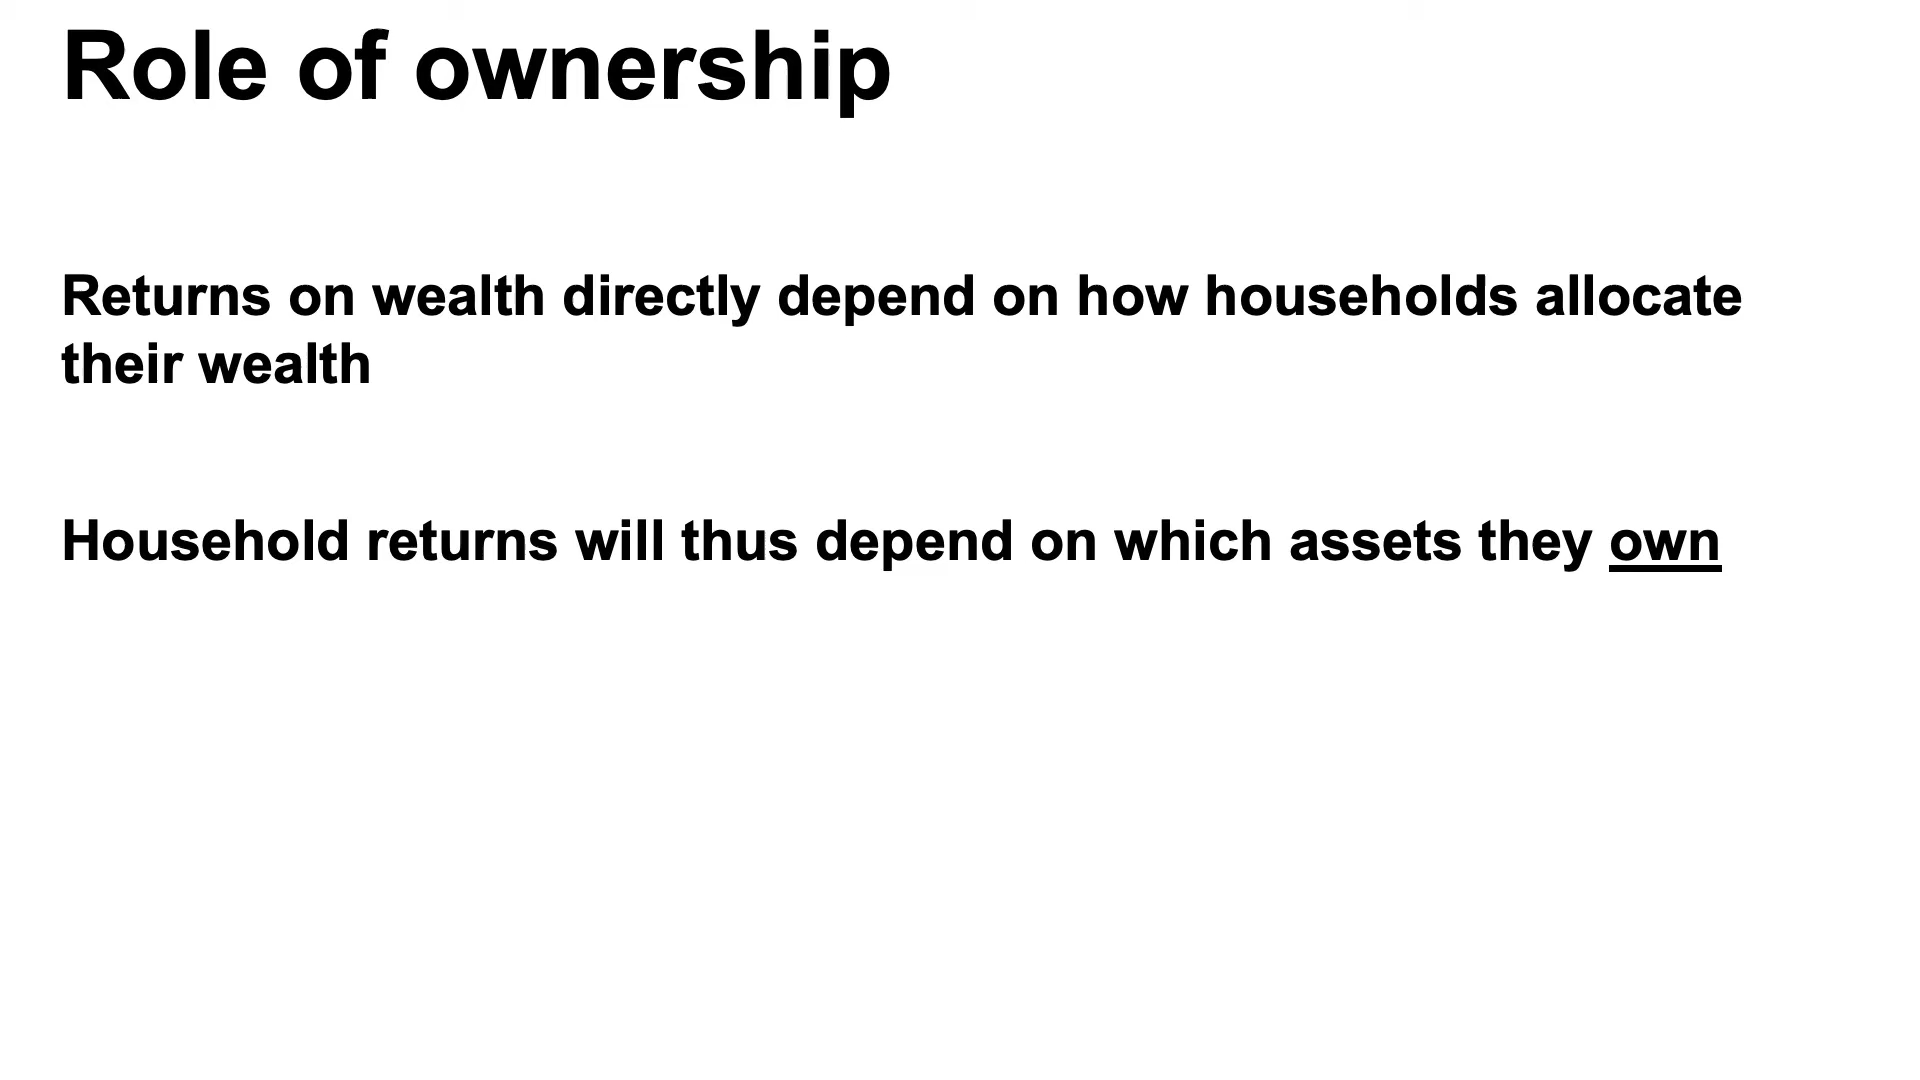 Role of ownership
Returns on wealth directly depend on how households allocate
their wealth
Household returns will thus depend on which assets they own